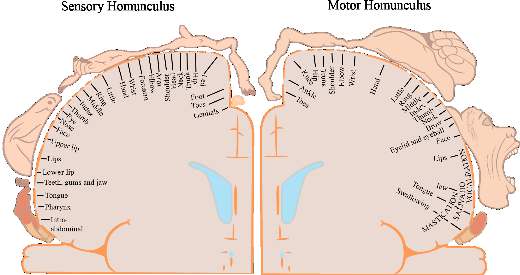 Sensory Homunculus
Motor Homunculus
Leg
Hip
Trunk
Neck
Head
Shoulder
Arm
Elbow
Forearm
Wrist
Hand
Little
Ring
Middle
Index
Thumb
Eye
Nose
Face
Upper lip
Lips
Lower lip
Teeth, gums and jaw
Tongue
Pharynx
Intra-
abdominal
Foot
Toes
Genitals
Toes
Ankle
Knee
Hip
Trunk
Shoulder
Elbow
Wrist
Hand
Little
Ring
Middle
Index
Thumb
Neck
Brow
Eyelid and eyeball
Face
Lips
Jaw
Tongue
Swallowing
VOCALIZATION
SALIVATION